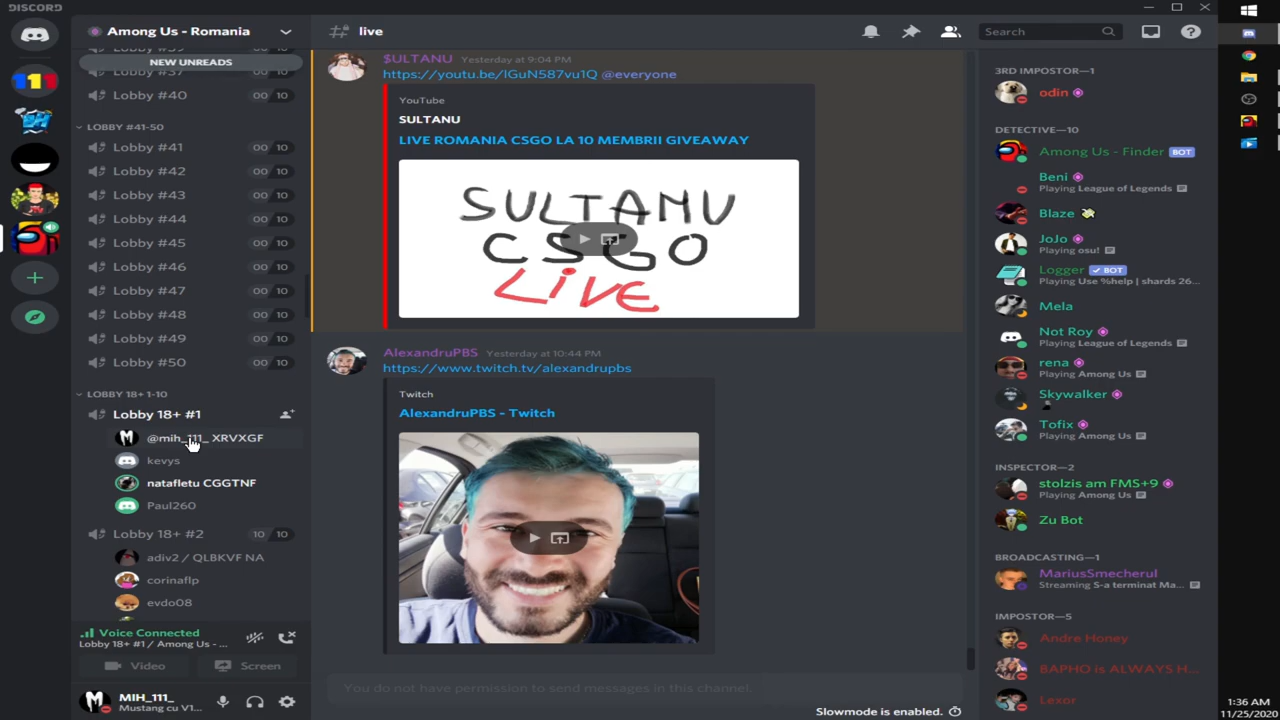 DISCORD
Among Us - Romania
live
Search
NEW UNREADS
Lobby #37
Lobby #40 00 10
LOBBY #41-50
Lobby #41 00 10
Lobby #42 00 10
Lobby #43 00 10
Lobby #44 00 10
Lobby #45 00 10
Lobby #46 00 10
Lobby #47 00 10
Lobby #48 00 10
Lobby #49 00 10
Lobby #50 00 10
LOBBY 18+ 1-10
Lobby 18+ #1
@mih_111_ XRVXGF
kevys
natafletu CGGTNF
Paul260
Lobby 18+ #2 10 10
adiv2 / QLBKVF NA
corinaflp
evdo08
Voice Connected
Lobby 18+ #1 / Among Us - ...
Video Screen
MIH_111_
Mustang cu V1...
$ULTANU Yesterday at 9:04 PM
https://youtu.be/lGuN587vu1Q @everyone
YouTube
SULTANU
LIVE ROMANIA CSGO LA 10 MEMBRII GIVEAWAY
SULTANU
CSGO
LiVE
AlexandruPBS Yesterday at 10:44 PM
https://www.twitch.tv/alexandrupbs
Twitch
AlexandruPBS - Twitch
You do not have permission to send messages in this channel.
Slowmode is enabled.
3RD IMPOSTOR—1
odin
DETECTIVE—10
Among Us - Finder BOT
Beni
Playing League of Legends
Blaze
JoJo
Playing osu!
Logger BOT
Playing Use %help | shards 26...
Mela
Not Roy
Playing League of Legends
rena
Playing Among Us
Skywalker
Tofix
Playing Among Us
INSPECTOR—2
stolzis am FMS+9
Playing Among Us
Zu Bot
BROADCASTING—1
MariusSmecherul
Streaming S-a terminat Ma...
IMPOSTOR—5
Andre Honey
BAPHO is ALWAYS H...
Lexor
1:36 AM
11/25/2020